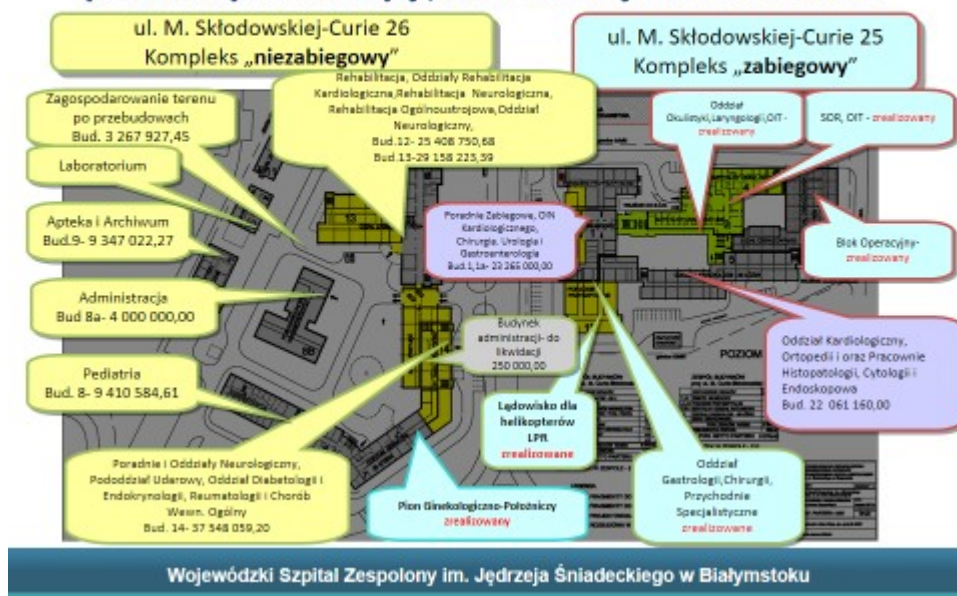 ul. M. Skłodowskiej-Curie 26
Kompleks „niezabiegowy”
ul. M. Skłodowskiej-Curie 25
Kompleks „zabiegowy”
Zagospodarowanie terenu
po przebudowach
Bud. 3 267 927,45
Rehabilitacja, Oddziały Rehabilitacja
Kardiologiczna,Rehabilitacja Neurologiczna,
Rehabilitacja Ogólnoustrojowa,Oddział
Neurologiczny,
Bud.12- 25 408 750,68
Bud.13-29 158 223,39
Oddział
Okulistyki,Laryngologii,OIT -
zrealizowany
SOR, OIT - zrealizowany
Laboratorium
Apteka i Archiwum
Bud.9- 9 347 022,27
Poradnie Zabiegowe, OIN
Kardiologicznego,
Chirurgia. Urologia i
Gastroenterologia
Bud.1,1a- 23 265 000,00
Blok Operacyjny-
zrealizowany
Administracja
Bud 8a- 4 000 000,00
Budynek
administracji- do
likwidacji
250 000,00
POZIOM
Oddział Kardiologiczny,
Ortopedii i oraz Pracownie
Histopatologii, Cytologii i
Endoskopowa
Bud. 22 061 160,00
Pediatria
Bud. 8- 9 410 584,61
Lądowisko dla
helikopterów
LPR
zrealizowane
Poradnie i Oddziały Neurologiczny,
Pododdział Udarowy, Oddział Diabetologii i
Endokrynologii, Reumatologii i Chorób
Wewn. Ogólny
Bud. 14- 37 548 059,20
Pion Ginekologiczno-Położniczy
zrealizowany
Oddział
Gastrologii,Chirurgii,
Przychodnie
Specjalistyczne
zrealizowane
Wojewódzki Szpital Zespolony im. Jędrzeja Śniadeckiego w Białymstoku